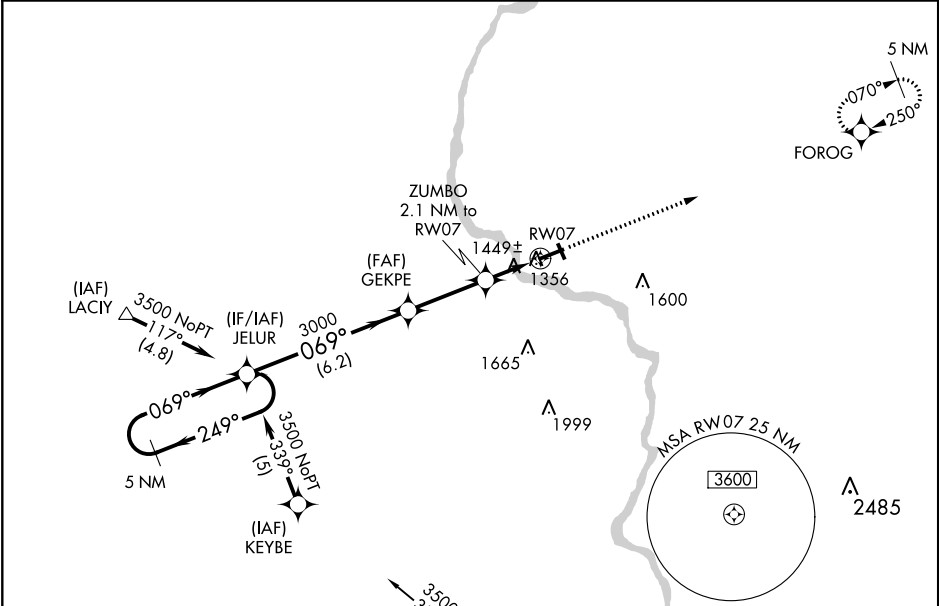 5 NM
070°
250°
FOROG
ZUMBO
2.1 NM to
RW07
RW07
1449±
1356
1600
(FAF)
GEKPE
(IAF)
LACIY
3500 NoPT
117°
(4.8)
(IF/IAF)
JELUR
3000
069°
(6.2)
1665
069°
249°
1999
5 NM
3500 NoPT
339°
(5)
(IAF)
KEYBE
MSA RW07 25 NM
3600
2485
3500